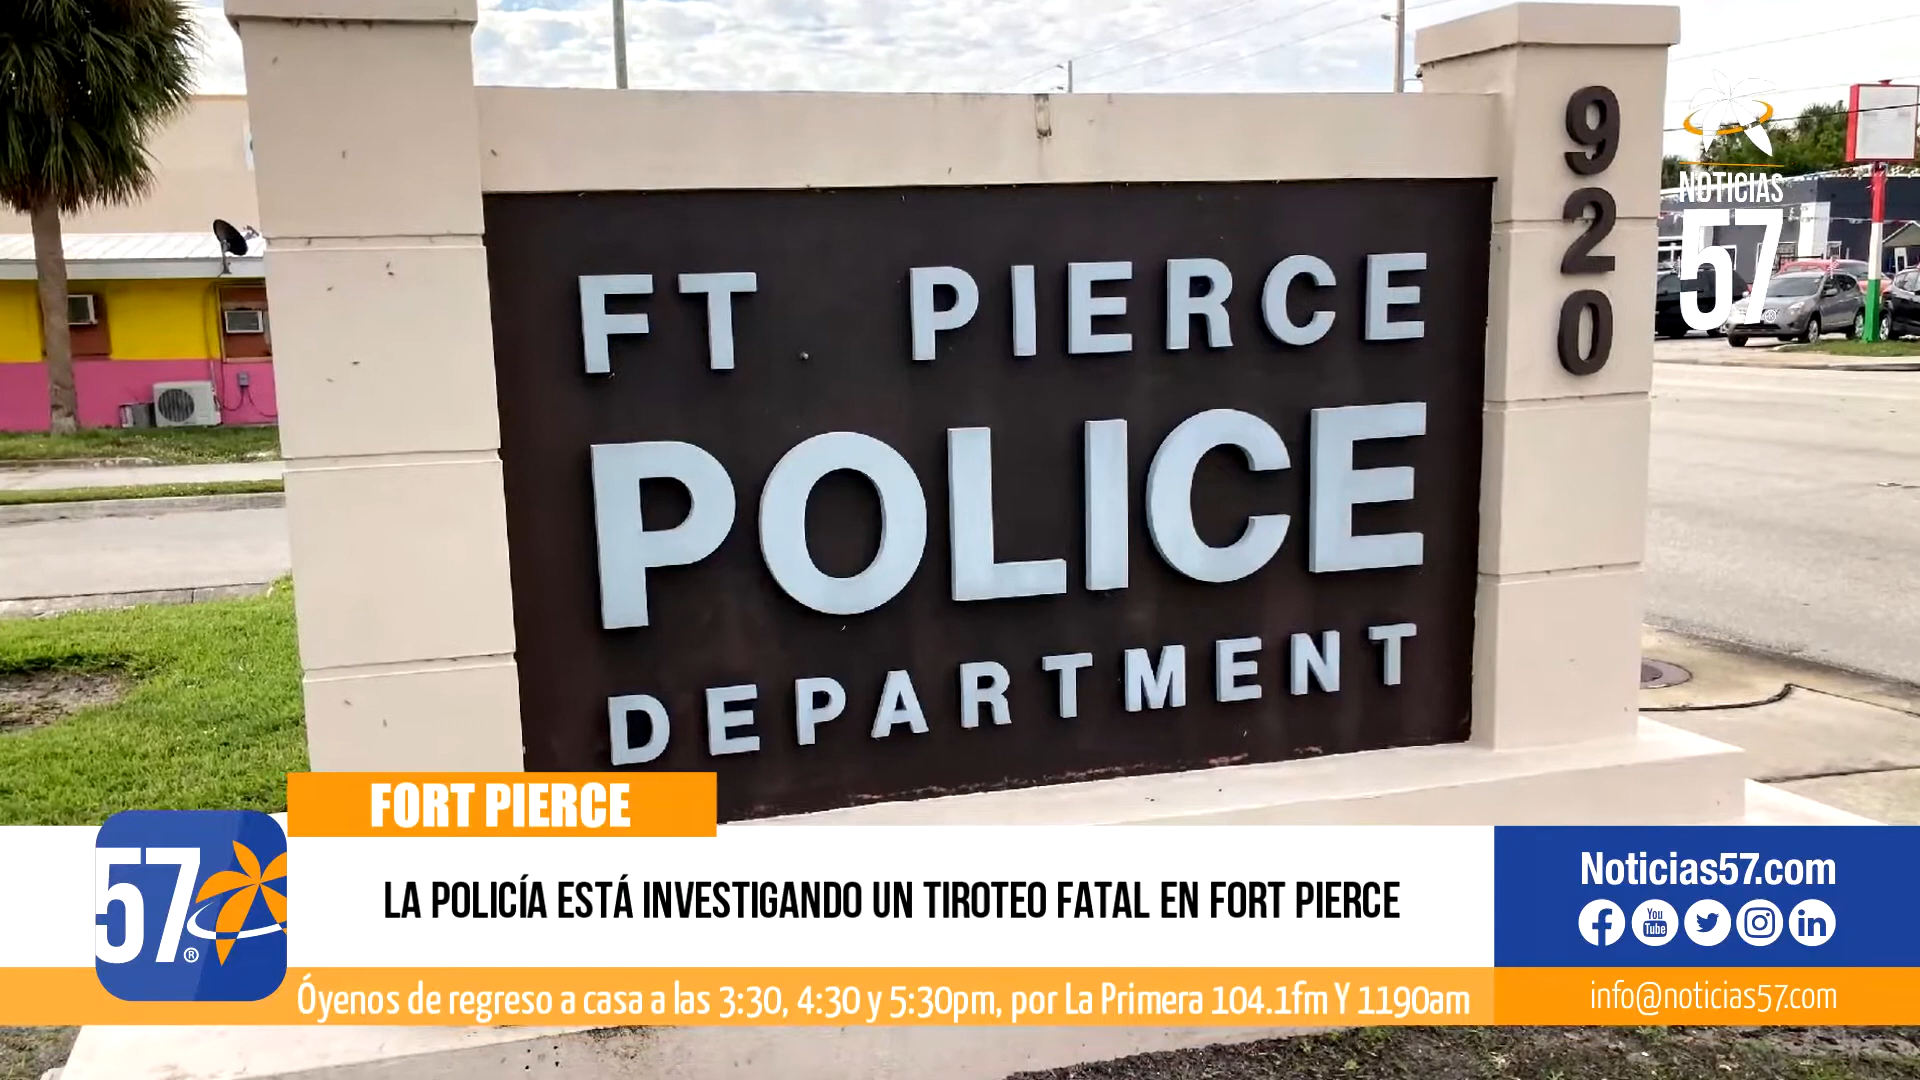 FT. PIERCE
POLICE
DEPARTMENT
920
NOTICIAS
57
FORT PIERCE
57®
LA POLICÍA ESTÁ INVESTIGANDO UN TIROTEO FATAL EN FORT PIERCE
Noticias57.com
You
Tube
Óyenos de regreso a casa a las 3:30, 4:30 y 5:30pm, por La Primera 104.1fm Y 1190am
info@noticias57.com